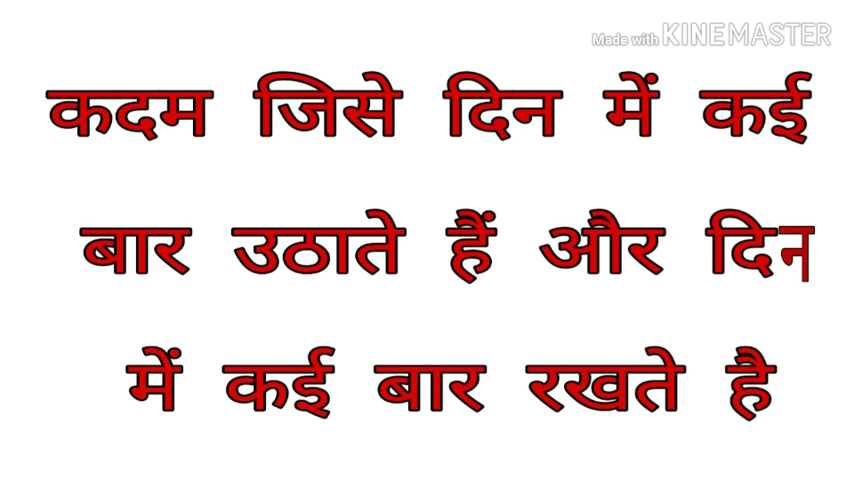 Made with KINEMASTER
कदम जिसे दिन में कई
बार उठाते हैं और दिन
में कई बार रखते है